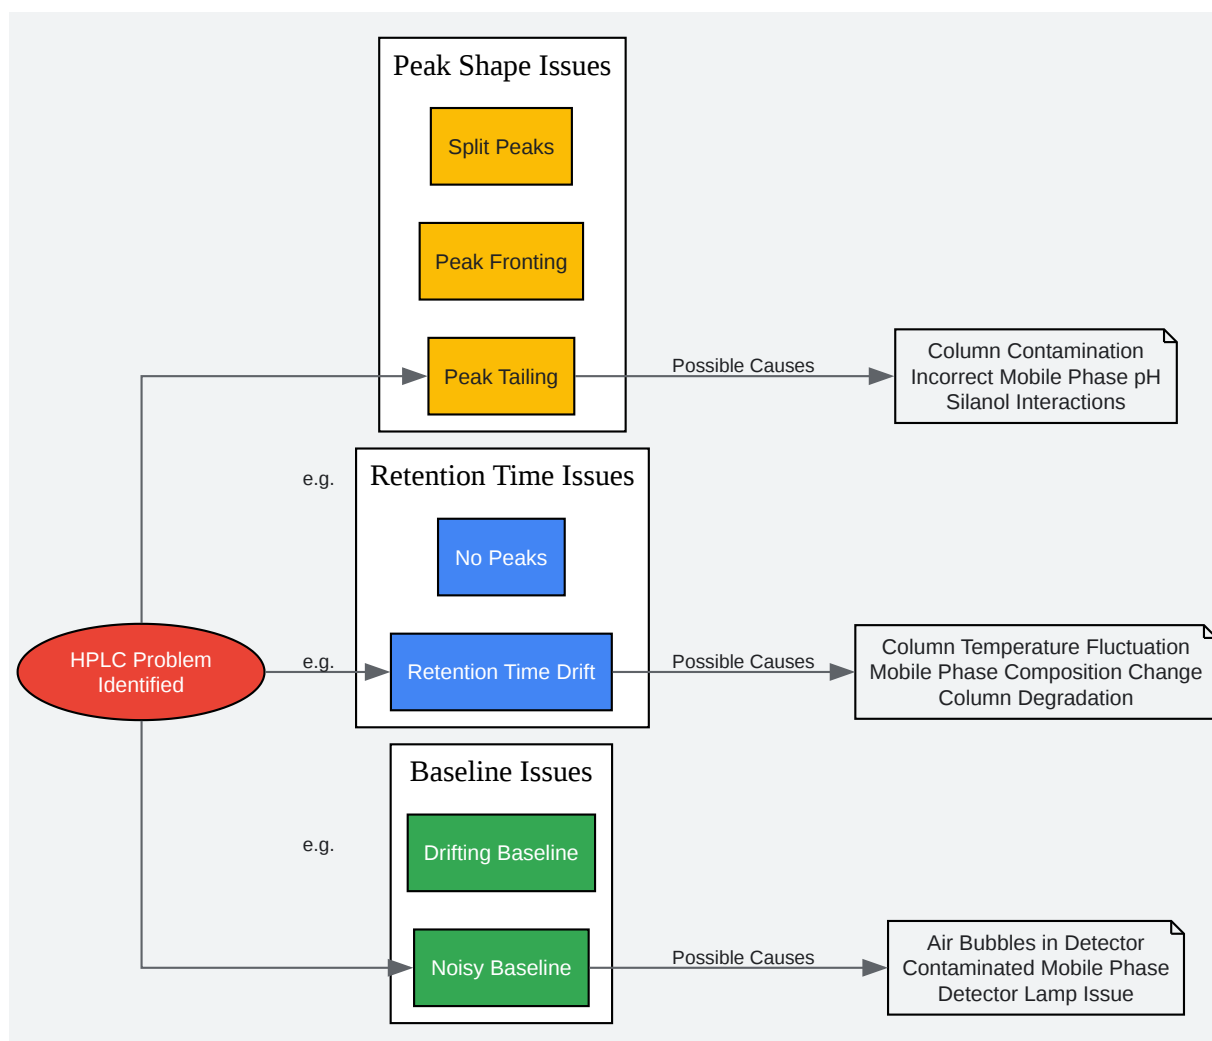 Peak Shape Issues
Split Peaks
Peak Fronting
Peak Tailing
Possible Causes
Column Contamination
Incorrect Mobile Phase pH
Silanol Interactions
e.g.
Retention Time Issues
No Peaks
HPLC Problem
Identified
e.g.
Retention Time Drift
Possible Causes
Column Temperature Fluctuation
Mobile Phase Composition Change
Column Degradation
Baseline Issues
e.g.
Drifting Baseline
Noisy Baseline
Possible Causes
Air Bubbles in Detector
Contaminated Mobile Phase
Detector Lamp Issue